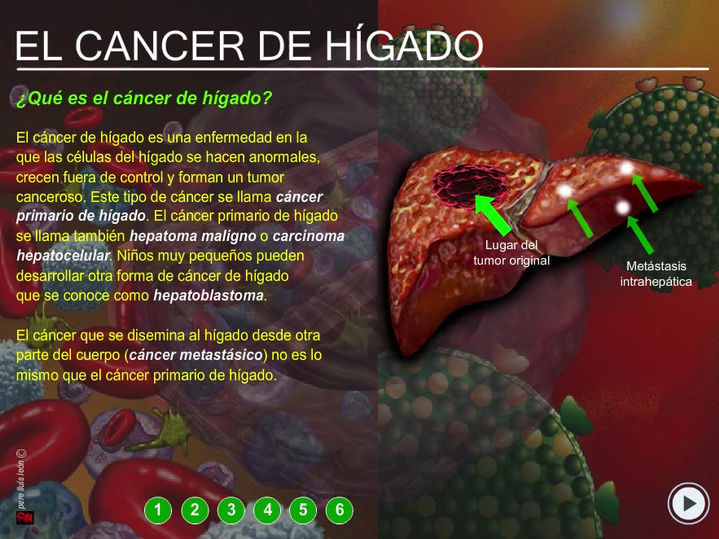 EL CANCER DE HÍGADO
¿Qué es el cáncer de hígado?
El cáncer de hígado es una enfermedad en la
que las células del hígado se hacen anormales,
crecen fuera de control y forman un tumor
canceroso. Este tipo de cáncer se llama cáncer
primario de hígado. El cáncer primario de hígado
se llama también hepatoma maligno o carcinoma
hepatocelular. Niños muy pequeños pueden
desarrollar otra forma de cáncer de hígado
que se conoce como hepatoblastoma.
El cáncer que se disemina al hígado desde otra
parte del cuerpo (cáncer metastásico) no es lo
mismo que el cáncer primario de hígado.
Lugar del
tumor original
Metástasis
intrahepática
pere lluís león ©
1 2 3 4 5 6